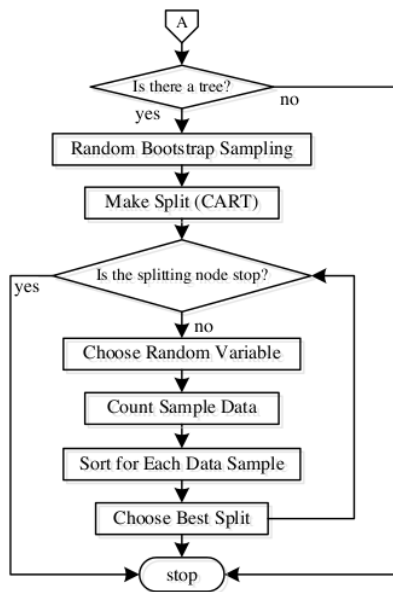 A
Is there a tree?
no
yes
Random Bootstrap Sampling
Make Split (CART)
Is the splitting node stop?
yes
no
Choose Random Variable
Count Sample Data
Sort for Each Data Sample
Choose Best Split
stop